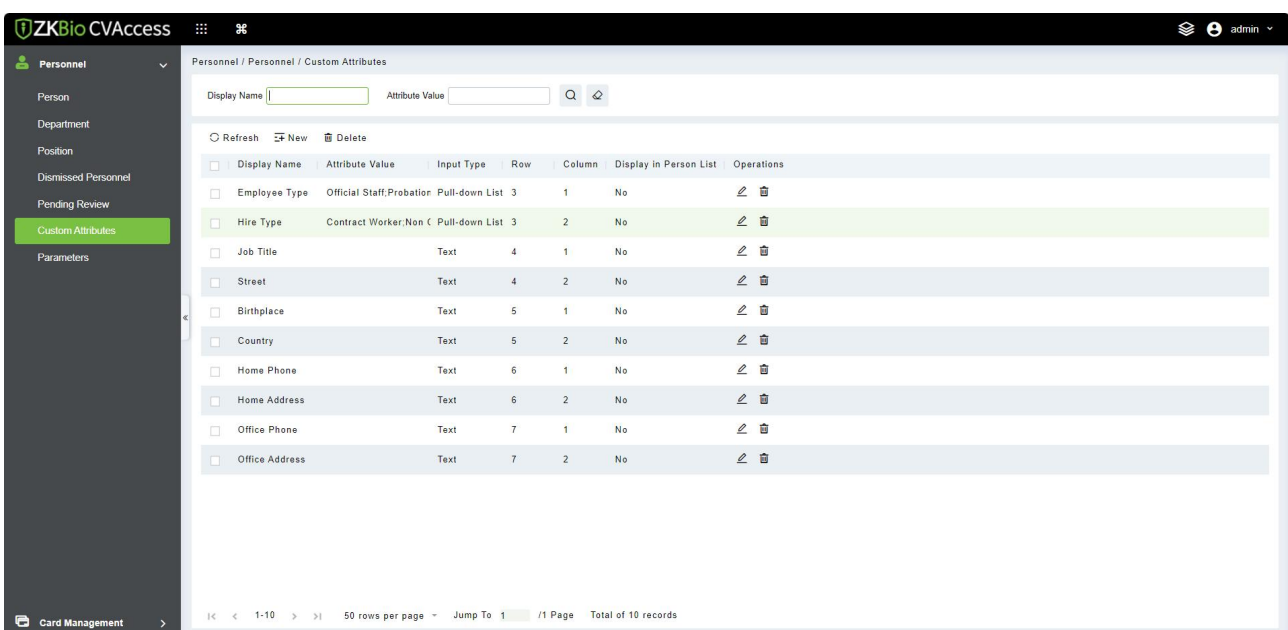 ZKBio CVAccess
admin
Personnel
Person
Department
Position
Dismissed Personnel
Pending Review
Custom Attributes
Parameters
Card Management
Personnel / Personnel / Custom Attributes
Display Name Attribute Value
Refresh New Delete
Display Name Attribute Value Input Type Row Column Display in Person List Operations
Employee Type Official Staff;Probation Pull-down List 3 1 No
Hire Type Contract Worker;Non Pull-down List 3 2 No
Job Title Text 4 1 No
Street Text 4 2 No
Birthplace Text 5 1 No
Country Text 5 2 No
Home Phone Text 6 1 No
Home Address Text 6 2 No
Office Phone Text 7 1 No
Office Address Text 7 2 No
1-10 50 rows per page Jump To 1 /1 Page Total of 10 records